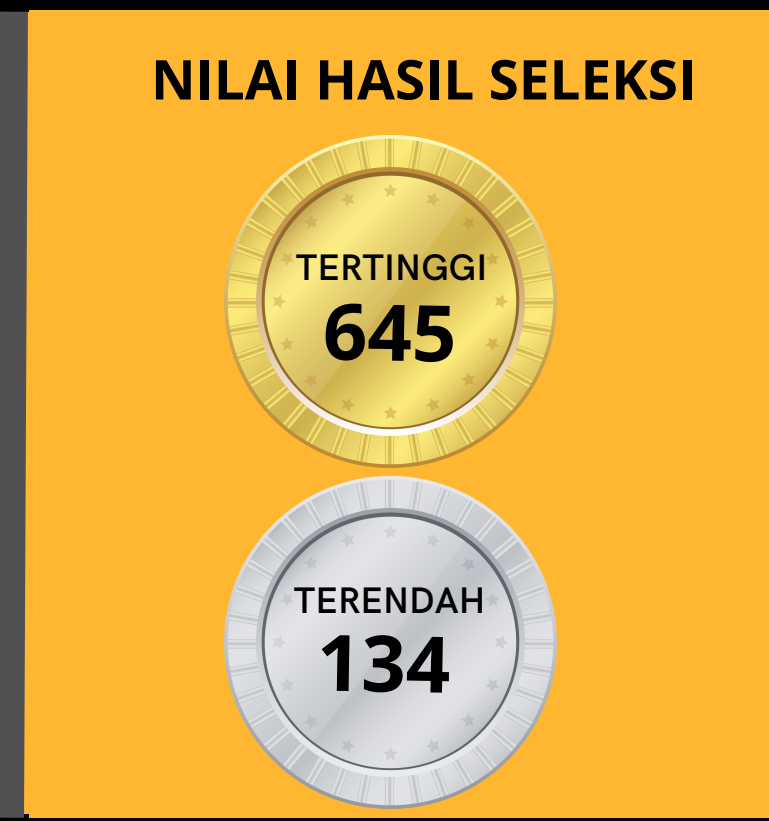 NILAI HASIL SELEKSI
TERTINGGI
645
TERENDAH
134